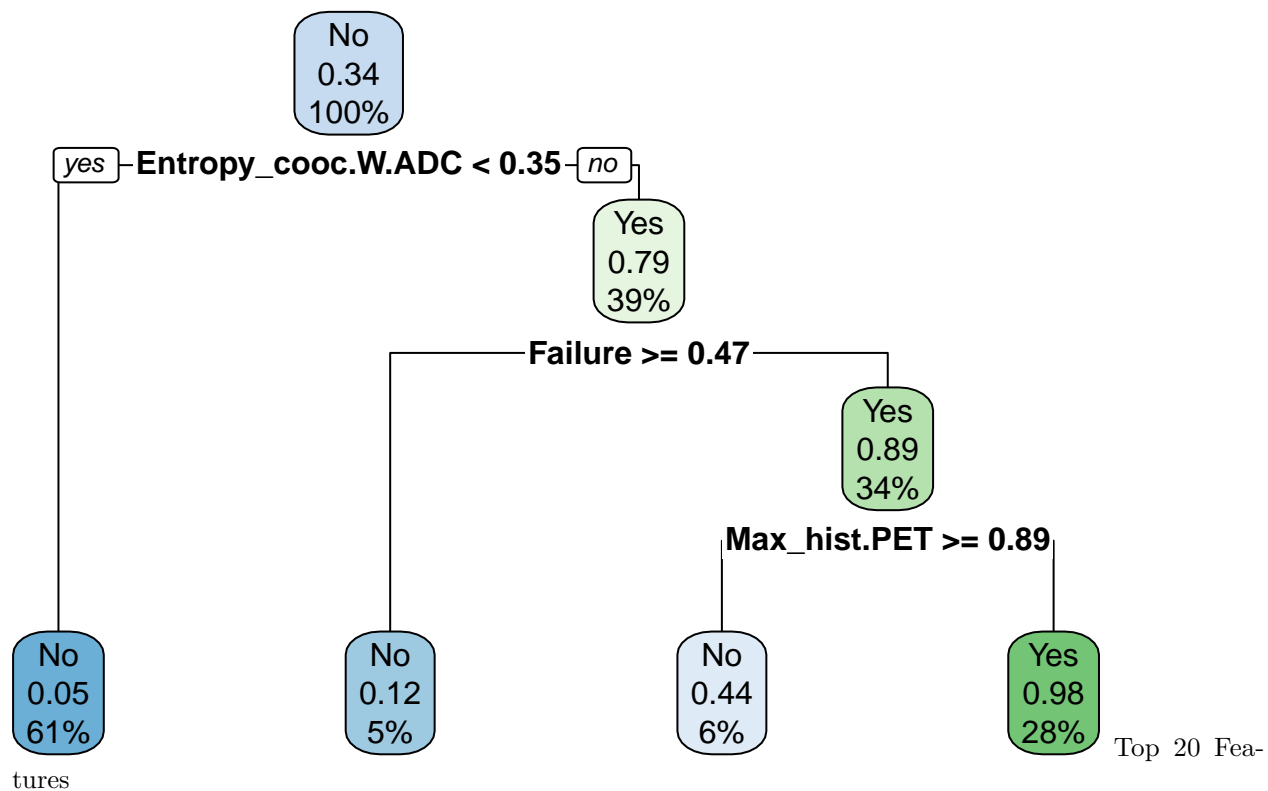 No
0.34
100%
yes Entropy_cooc.W.ADC < 0.35 no
Yes
0.79
39%
Failure >= 0.47
Yes
0.89
34%
Max_hist.PET >= 0.89
No
0.05
61%
No
0.12
5%
No
0.44
6%
Yes
0.98
28%
Top 20 Fea-
tures